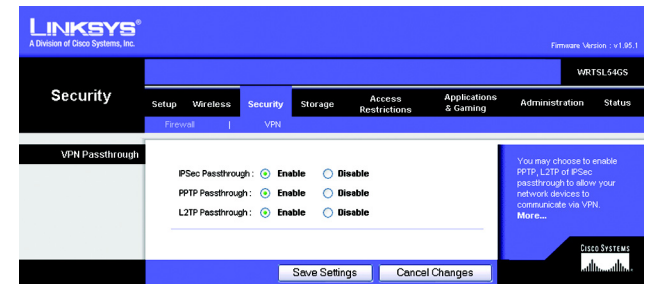 LINKSYS®
A Division of Cisco Systems, Inc.
Firmware Version : v1.95.1
WRTSL54GS
Security
Setup Wireless Security Storage Access Restrictions Applications & Gaming Administration Status
Firewall | VPN
VPN Passthrough
IPSec Passthrough : Enable Disable
PPTP Passthrough : Enable Disable
L2TP Passthrough : Enable Disable
You may choose to enable
PPTP, L2TP of IPSec
passthrough to allow your
network devices to
communicate via VPN.
More...
CISCO SYSTEMS
Save Settings Cancel Changes